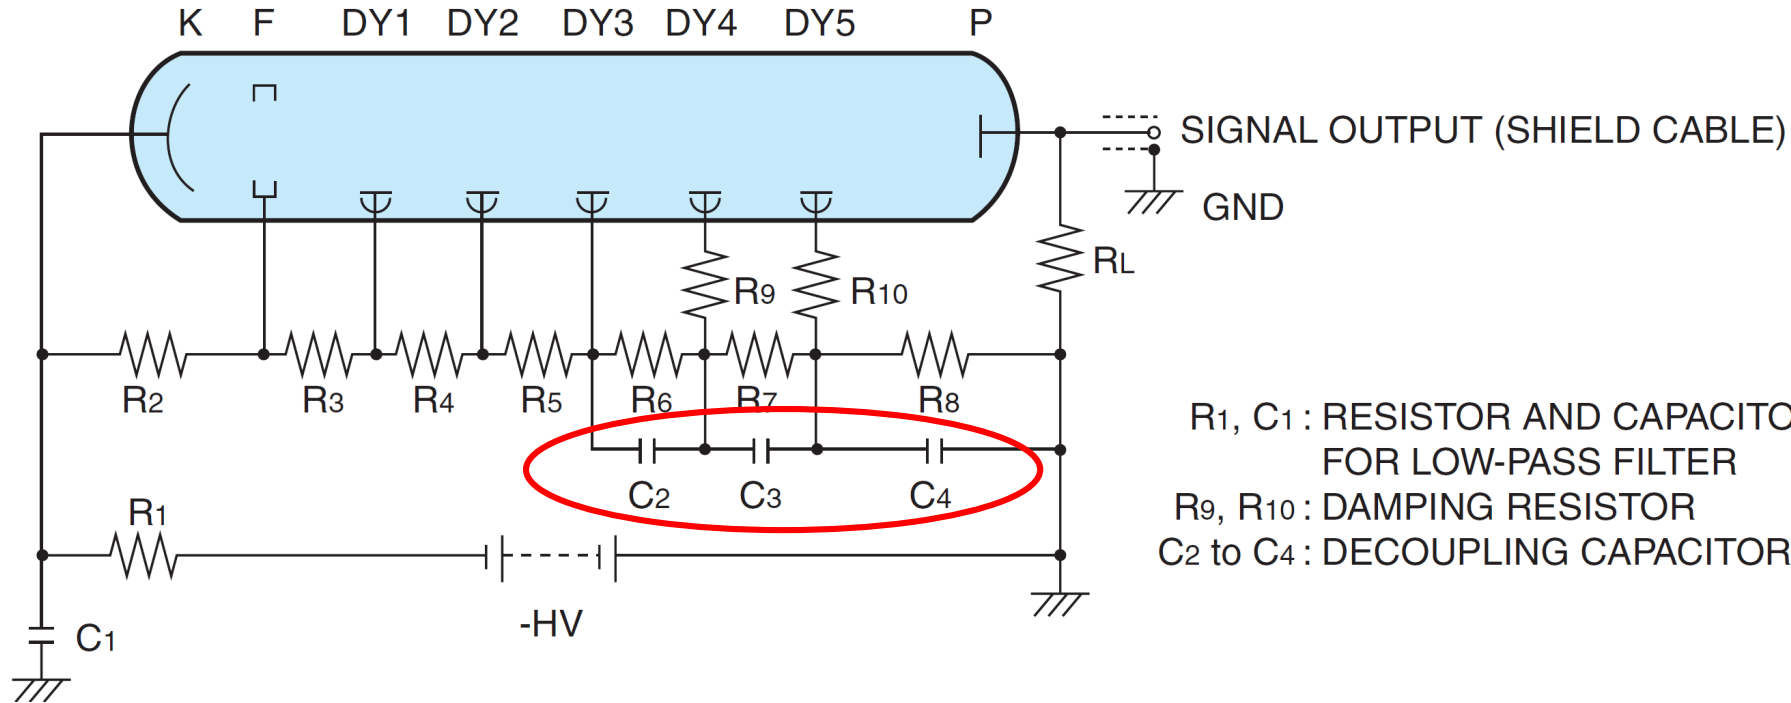 K F DY1 DY2 DY3 DY4 DY5 P
SIGNAL OUTPUT (SHIELD CABLE)
GND
RL
R9 R10
R2 R3 R4 R5 R6 R7 R8
R1, C1 : RESISTOR AND CAPACITO
FOR LOW-PASS FILTER
R9, R10 : DAMPING RESISTOR
C2 to C4 : DECOUPLING CAPACITOR
C2 C3 C4
R1
-HV
C1